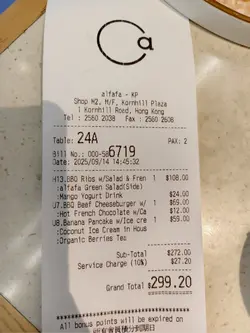 a
alfafa - KP
Shop M2, M/F, Kornhill Plaza
1 Kornhill Road, Hong Kong
Tel : 2560 2038 Fax : 2560 2608
Table: 24A PAX: 2
Bill No: 000-586719
Date: 2025/09/14 14:45:32
H13.BBQ Ribs w/Salad & Fren 1 $108.00
:alfafa Green Salad(Side)
:Mango Yogurt Drink $24.00
U7.BBQ Beef Cheeseburger w/ 1 $69.00
:Hot French Chocolate w/Ca $12.00
U8.Banana Pancake w/Ice cre 1 $59.00
:Coconut Ice Cream in Hous
:Organic Berries Tea
Sub-Total $272.00
Service Charge (10%) $27.20
Grand Total $299.20
All bonus points will be expired on